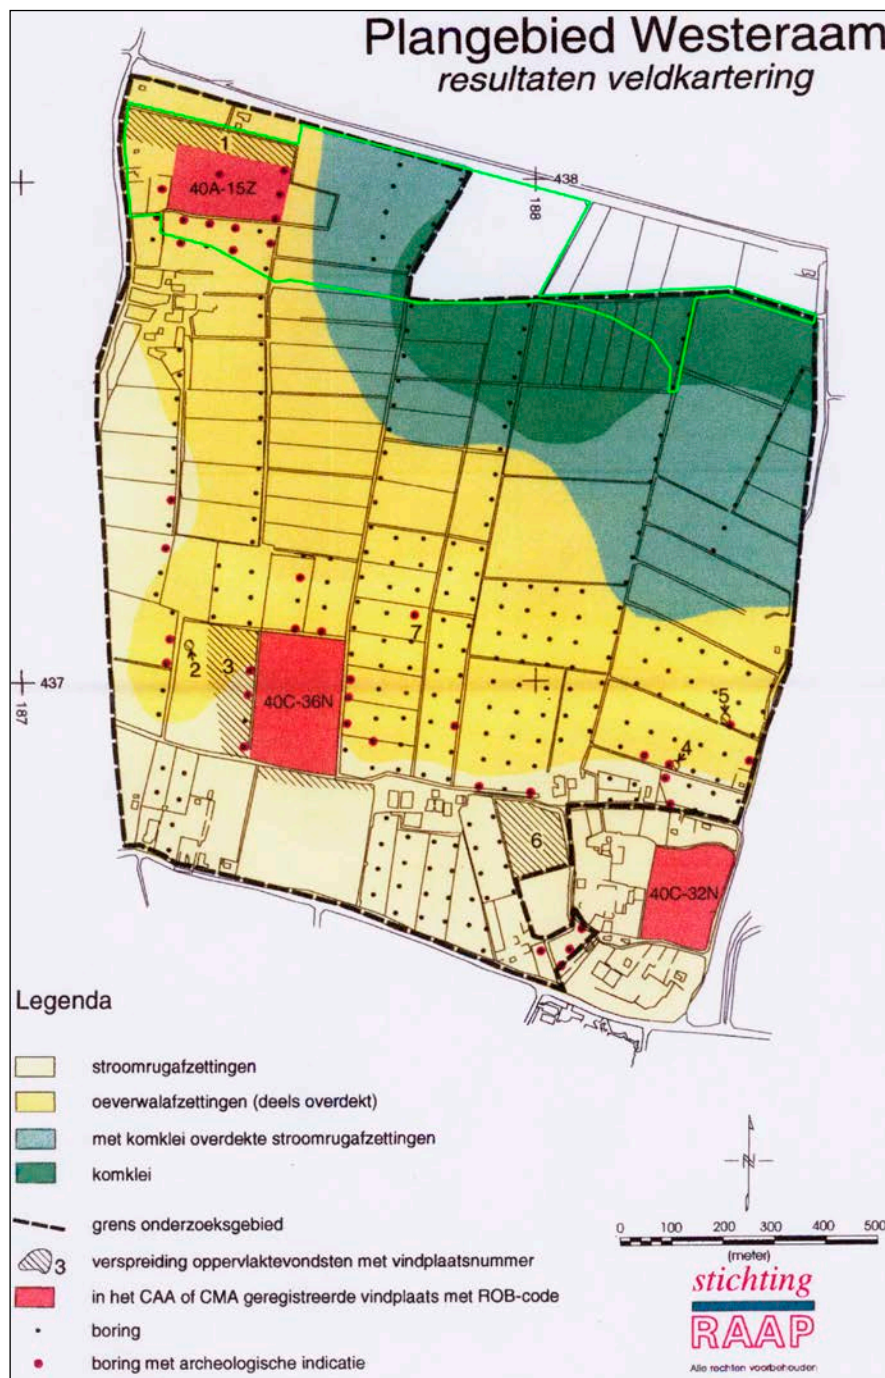 Plangebied Westeraam
resultaten veldkartering
1
40A-15Z
438
188
7
2
3
437
187
40C-36N
5
4
6
40C-32N
Legenda
stroomrugafzettingen
oeverwalafzettingen (deels overdekt)
met komklei overdekte stroomrugafzettingen
komklei
grens onderzoeksgebied
3 verspreiding oppervlaktevondsten met vindplaatsnummer
in het CAA of CMA geregistreerde vindplaats met ROB-code
boring
boring met archeologische indicatie
N
0 100 200 300 400 500
(meter)
stichting
RAAP
Alle rechten voorbehouden